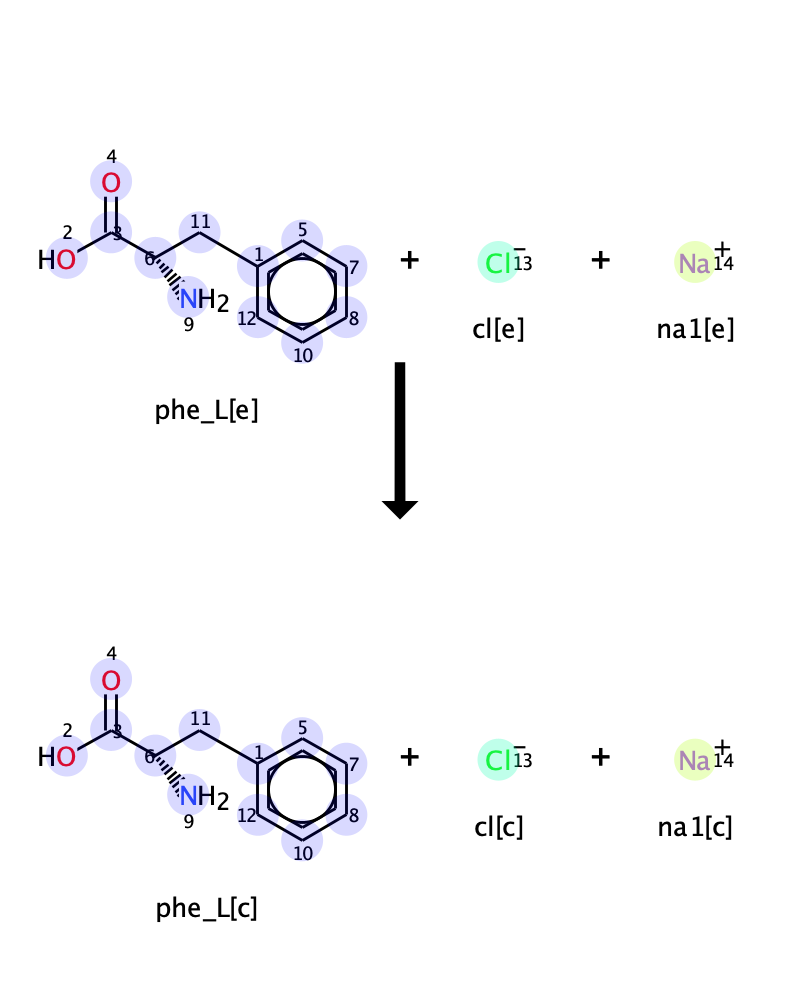 4
O
2 3 11 5
HO 6 1 7
NH2 + Cl − 13 + Na + 14
9 12 8
10
cl[e] na1[e]
phe_L[e]
4
O
2 3 11 5
HO 6 1 7
NH2 + Cl − 13 + Na + 14
9 12 8
10
cl[c] na1[c]
phe_L[c]